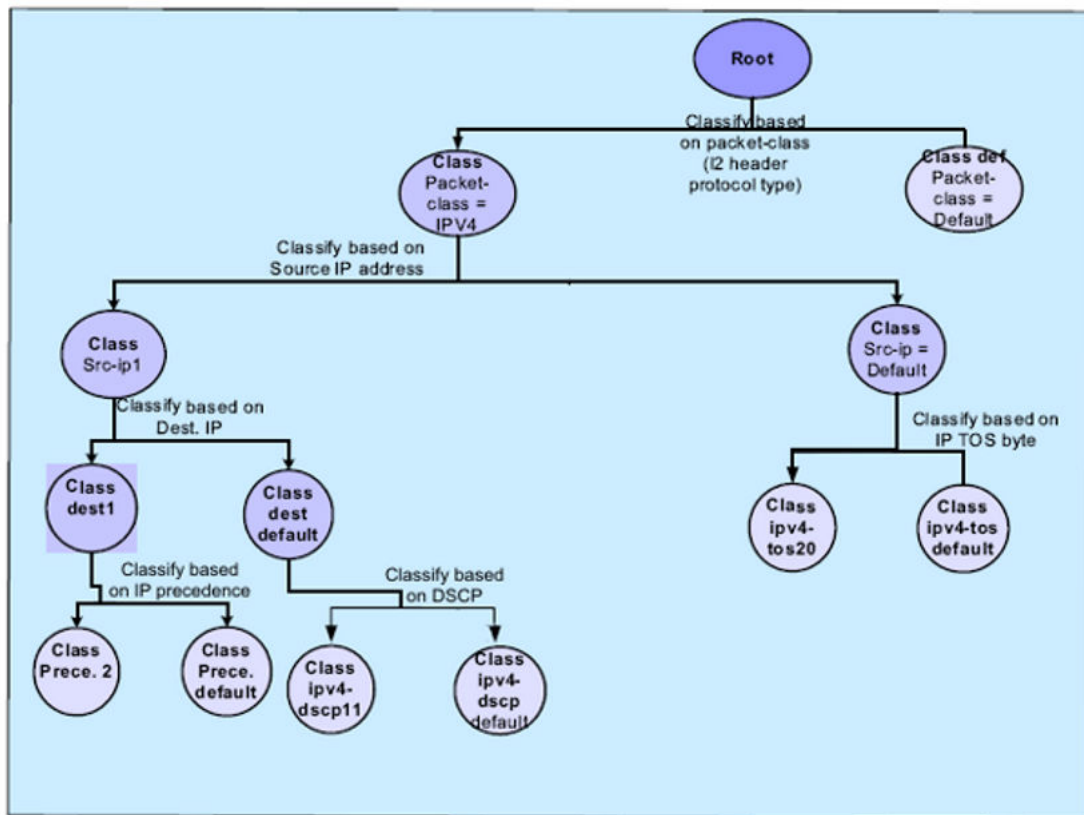 Root
Classify based
on packet-class
(l2 header
protocol type)
Class
Packet-
class =
IPV4
Class def
Packet-
class =
Default
Classify based on
Source IP address
Class
Src-ip1
Class
Src-ip =
Default
Classify based on
Dest. IP
Classify based on
IP TOS byte
Class
dest1
Class
dest
default
Class
ipv4-
tos20
Class
ipv4-tos
default
Classify based
on IP precedence
Classify based
on DSCP
Class
Prece. 2
Class
Prece.
default
Class
ipv4-
dscp11
Class
ipv4-
dscp
default